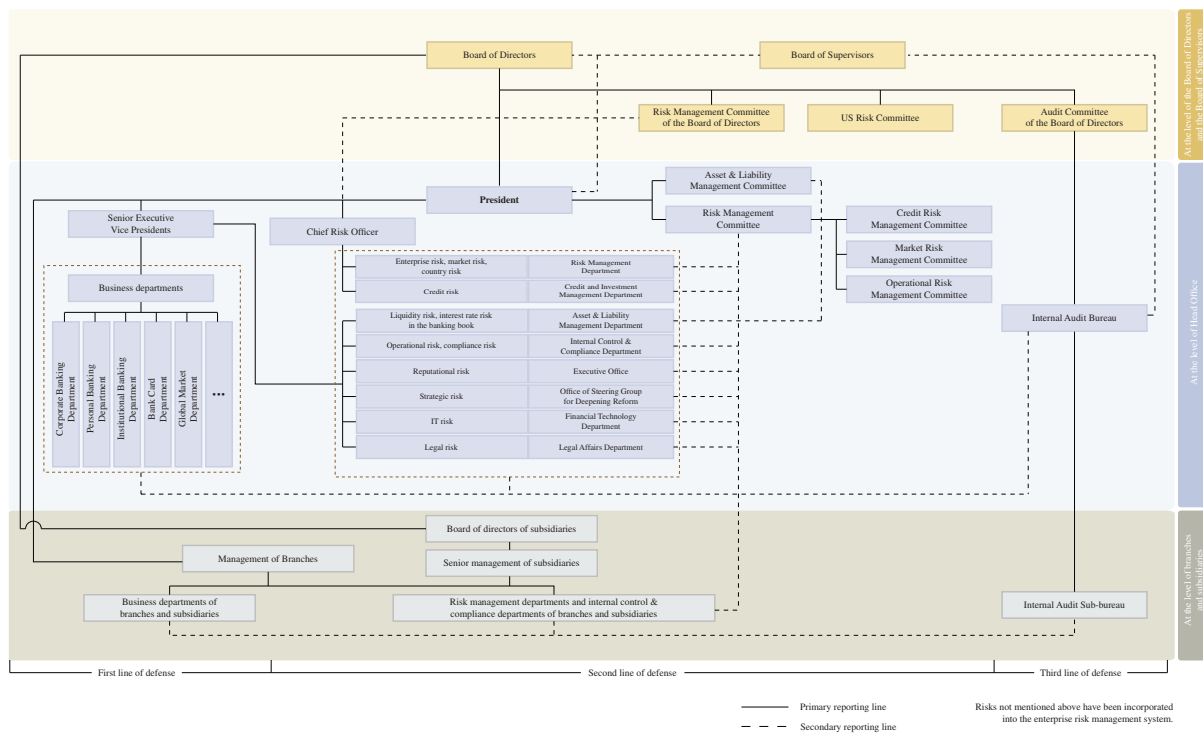 Board of Directors
Board of Supervisors
Risk Management Committee
of the Board of Directors
US Risk Committee
Audit Committee
of the Board of Directors
At the level of the Board of Directors
and the Board of Supervisors
President
Asset & Liability
Management Committee
Risk Management
Committee
Senior Executive
Vice Presidents
Chief Risk Officer
Credit Risk
Management Committee
Market Risk
Management Committee
Operational Risk
Management Committee
Business departments
Corporate Banking
Department
Personal Banking
Department
Institutional Banking
Department
Bank Card
Department
Global Market
Department
...
Enterprise risk, market risk,
country risk
Risk Management
Department
Credit risk
Credit and Investment
Management Department
Liquidity risk, interest rate risk
in the banking book
Asset & Liability
Management Department
Operational risk, compliance risk
Internal Control &
Compliance Department
Reputational risk
Executive Office
Strategic risk
Office of Steering Group
for Deepening Reform
IT risk
Financial Technology
Department
Legal risk
Legal Affairs Department
Internal Audit Bureau
At the level of Head Office
Board of directors of subsidiaries
Management of Branches
Senior management of subsidiaries
Business departments of
branches and subsidiaries
Risk management departments and internal control &
compliance departments of branches and subsidiaries
Internal Audit Sub-bureau
At the level of branches
and subsidiaries
First line of defense
Second line of defense
Third line of defense
Primary reporting line
Secondary reporting line
Risks not mentioned above have been incorporated
into the enterprise risk management system.